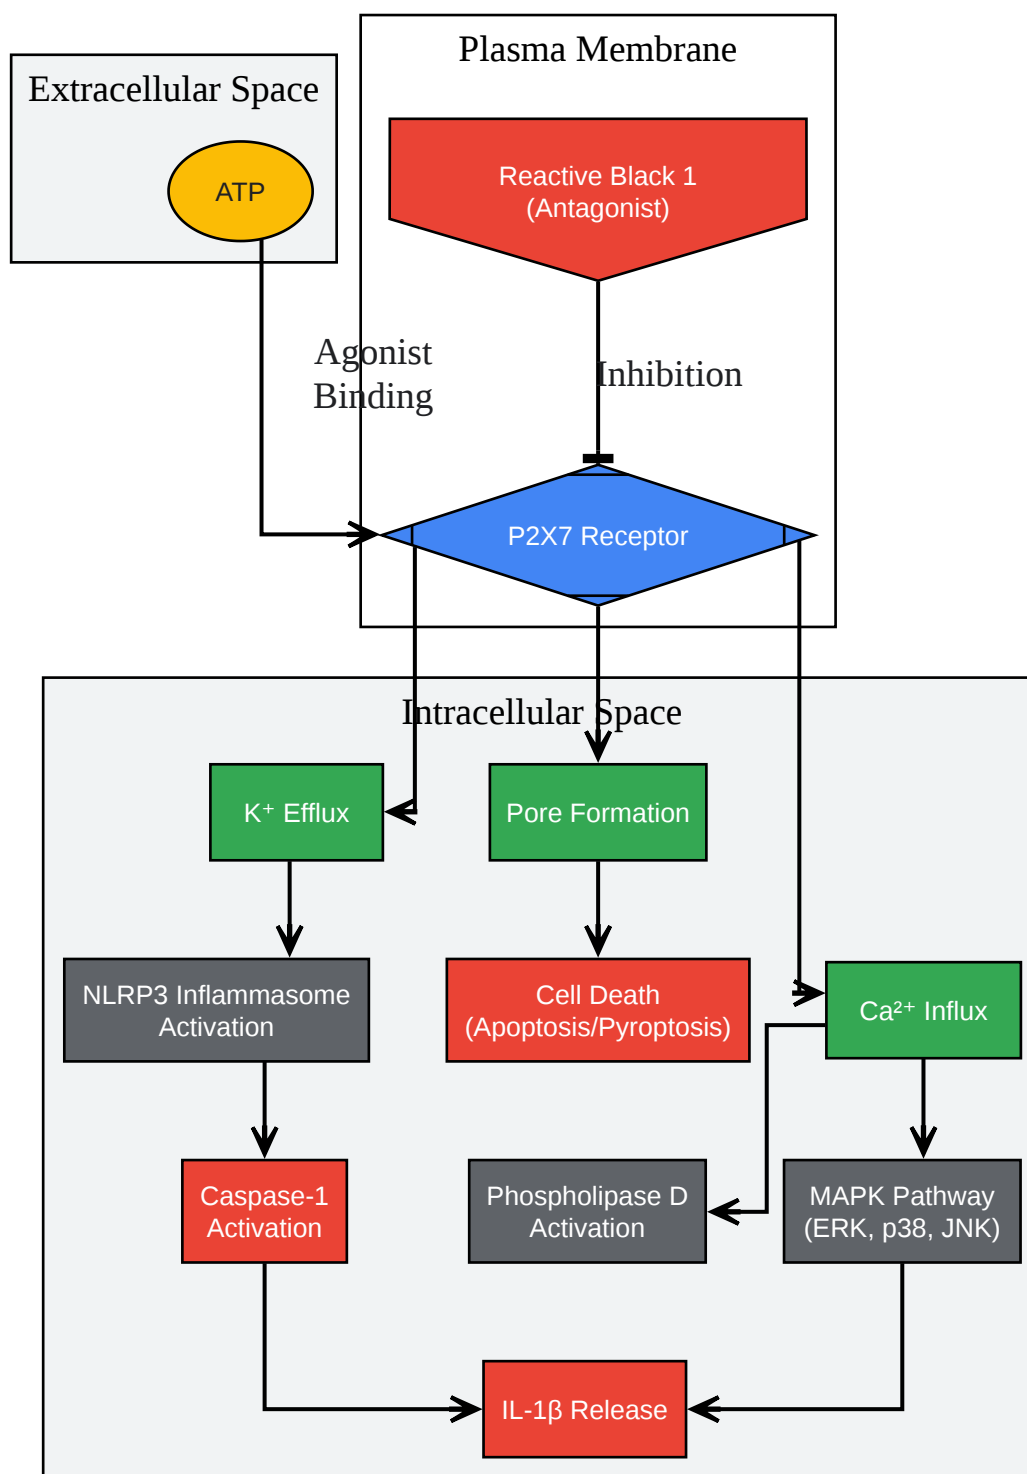 Plasma Membrane
Extracellular Space
ATP
Reactive Black 1
(Antagonist)
Agonist
Binding
Inhibition
P2X7 Receptor
Intracellular Space
K⁺ Efflux
Pore Formation
NLRP3 Inflammasome
Activation
Cell Death
(Apoptosis/Pyroptosis)
Ca²⁺ Influx
Caspase-1
Activation
Phospholipase D
Activation
MAPK Pathway
(ERK, p38, JNK)
IL-1β Release